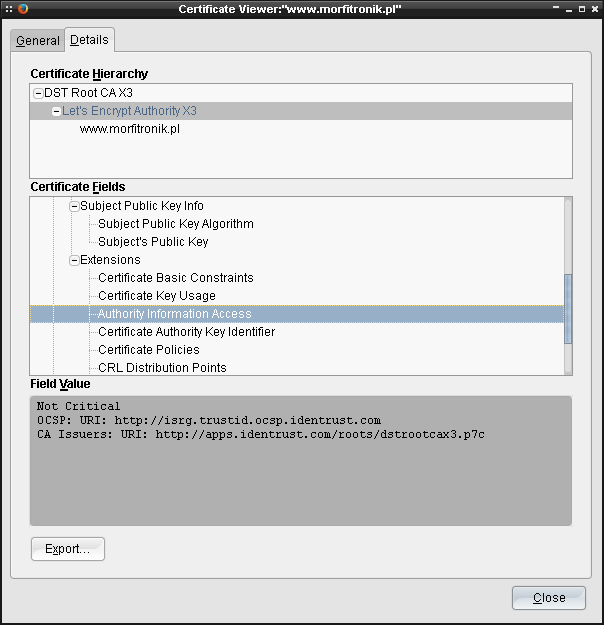 Certificate Viewer:"www.morfitronik.pl"
General Details
Certificate Hierarchy
DST Root CA X3
Let's Encrypt Authority X3
www.morfitronik.pl
Certificate Fields
Subject Public Key Info
Subject Public Key Algorithm
Subject's Public Key
Extensions
Certificate Basic Constraints
Certificate Key Usage
Authority Information Access
Certificate Authority Key Identifier
Certificate Policies
CRL Distribution Points
Field Value
Not Critical
OCSP: URI: http://isrg.trustid.ocsp.identrust.com
CA Issuers: URI: http://apps.identrust.com/roots/dstrootcax3.p7c
Export...
Close